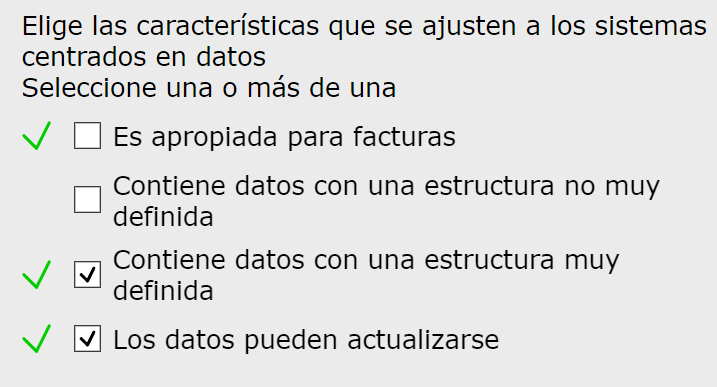 Elige las características que se ajusten a los sistemas
centrados en datos
Seleccione una o más de una
Es apropiada para facturas
Contiene datos con una estructura no muy
definida
Contiene datos con una estructura muy
definida
Los datos pueden actualizarse